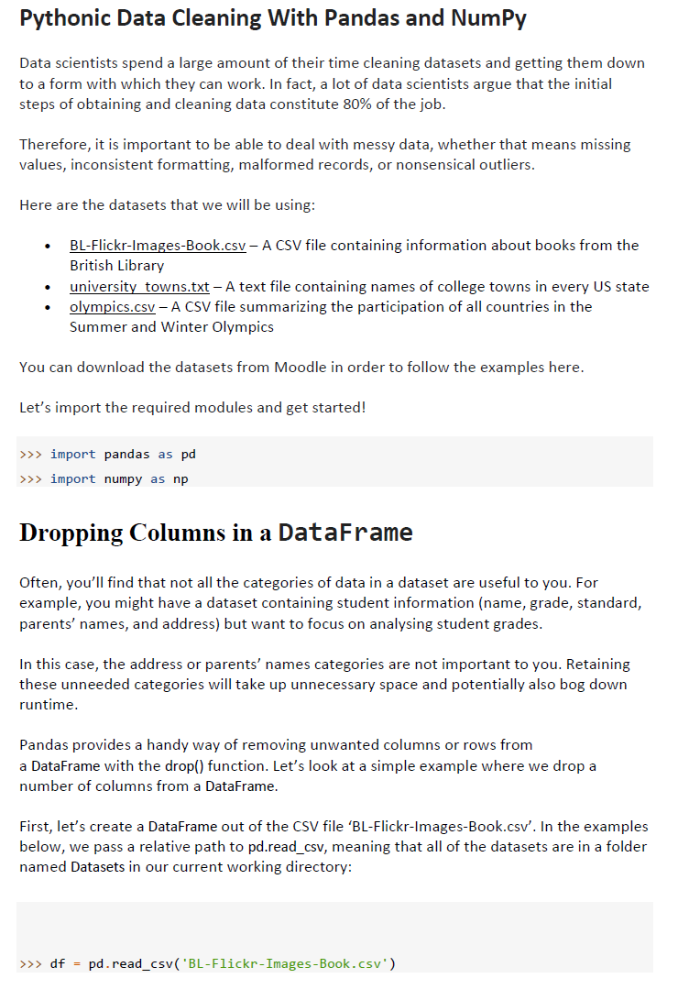 Pythonic Data Cleaning With Pandas and NumPy
Data scientists spend a large amount of their time cleaning datasets and getting them down
to a form with which they can work. In fact, a lot of data scientists argue that the initial
steps of obtaining and cleaning data constitute 80% of the job.
Therefore, it is important to be able to deal with messy data, whether that means missing
values, inconsistent formatting, malformed records, or nonsensical outliers.
Here are the datasets that we will be using:
• BL-Flickr-Images-Book.csv – A CSV file containing information about books from the
British Library
• university_towns.txt – A text file containing names of college towns in every US state
• olympics.csv – A CSV file summarizing the participation of all countries in the
Summer and Winter Olympics
You can download the datasets from Moodle in order to follow the examples here.
Let’s import the required modules and get started!
>>> import pandas as pd
>>> import numpy as np
Dropping Columns in a DataFrame
Often, you’ll find that not all the categories of data in a dataset are useful to you. For
example, you might have a dataset containing student information (name, grade, standard,
parents’ names, and address) but want to focus on analysing student grades.
In this case, the address or parents’ names categories are not important to you. Retaining
these unneeded categories will take up unnecessary space and potentially also bog down
runtime.
Pandas provides a handy way of removing unwanted columns or rows from
a DataFrame with the drop() function. Let’s look at a simple example where we drop a
number of columns from a DataFrame.
First, let’s create a DataFrame out of the CSV file ‘BL-Flickr-Images-Book.csv’. In the examples
below, we pass a relative path to pd.read_csv, meaning that all of the datasets are in a folder
named Datasets in our current working directory:
>>> df = pd.read_csv('BL-Flickr-Images-Book.csv')